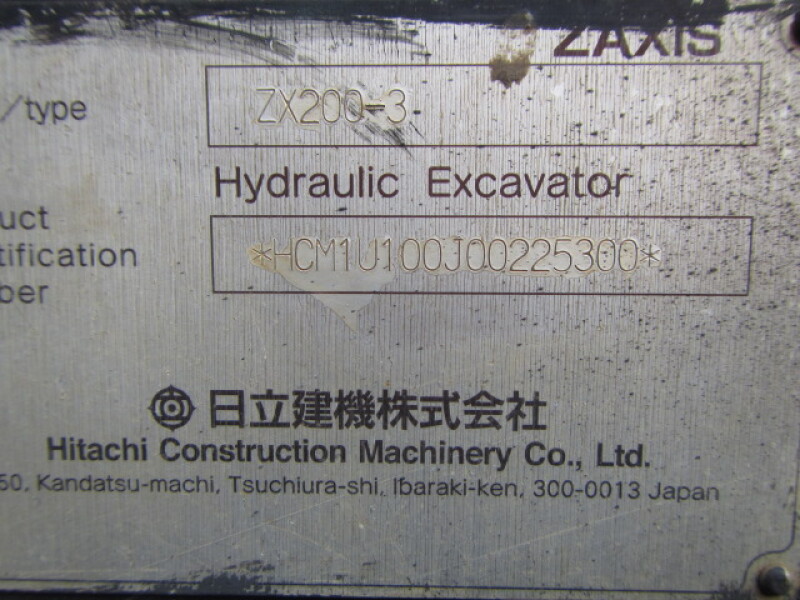 ZAXIS
/type
ZX200-3
Hydraulic Excavator
uct
tification
ber
*HCM1U100J00225300*
日立建機株式会社
Hitachi Construction Machinery Co., Ltd.
50, Kandatsu-machi, Tsuchiura-shi, Ibaraki-ken, 300-0013 Japan